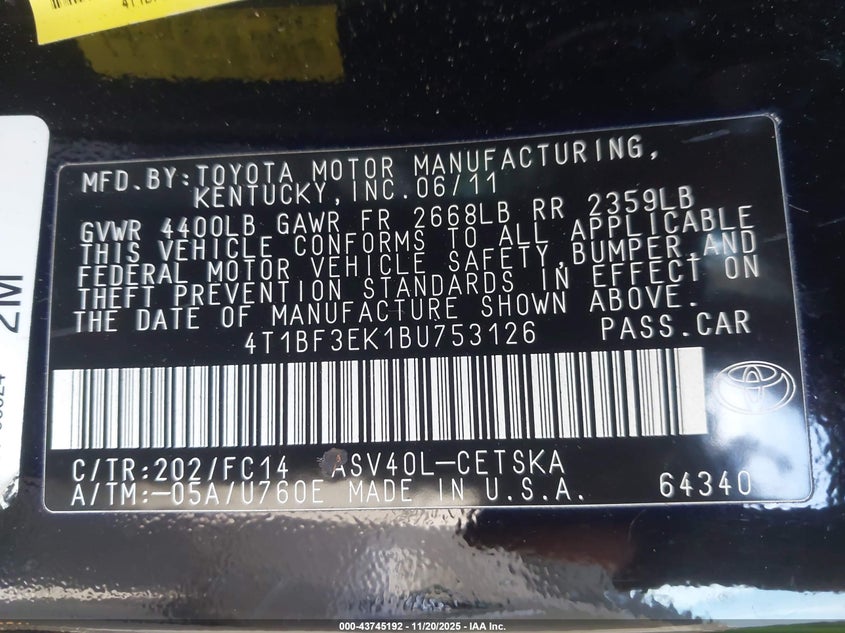 MFD.BY:TOYOTA MOTOR MANUFACTURING,
KENTUCKY,INC.06/11
GVWR 4400LB GAWR FR 2668LB RR 2359LB
THIS VEHICLE CONFORMS TO ALL APPLICABLE
FEDERAL MOTOR VEHICLE SAFETY,BUMPER,AND
THEFT PREVENTION STANDARDS IN EFFECT ON
THE DATE OF MANUFACTURE SHOWN ABOVE.
4T1BF3EK1BU753126 PASS.CAR
C/TR:202/FC14 ASV40L-CETSKA
A/TM:-05A/U760E MADE IN U.S.A. 64340
2M
000-43745192 - 11/20/2025 - IAA Inc.